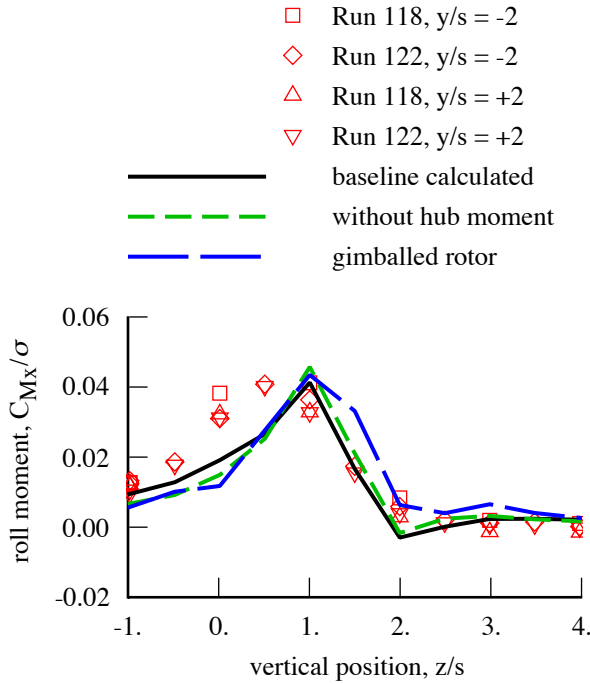 Run 118, y/s = -2
Run 122, y/s = -2
Run 118, y/s = +2
Run 122, y/s = +2
baseline calculated
without hub moment
gimballed rotor
roll moment, C_Mx/σ
0.06
0.04
0.02
0.00
-0.02
-1. 0. 1. 2. 3. 4.
vertical position, z/s